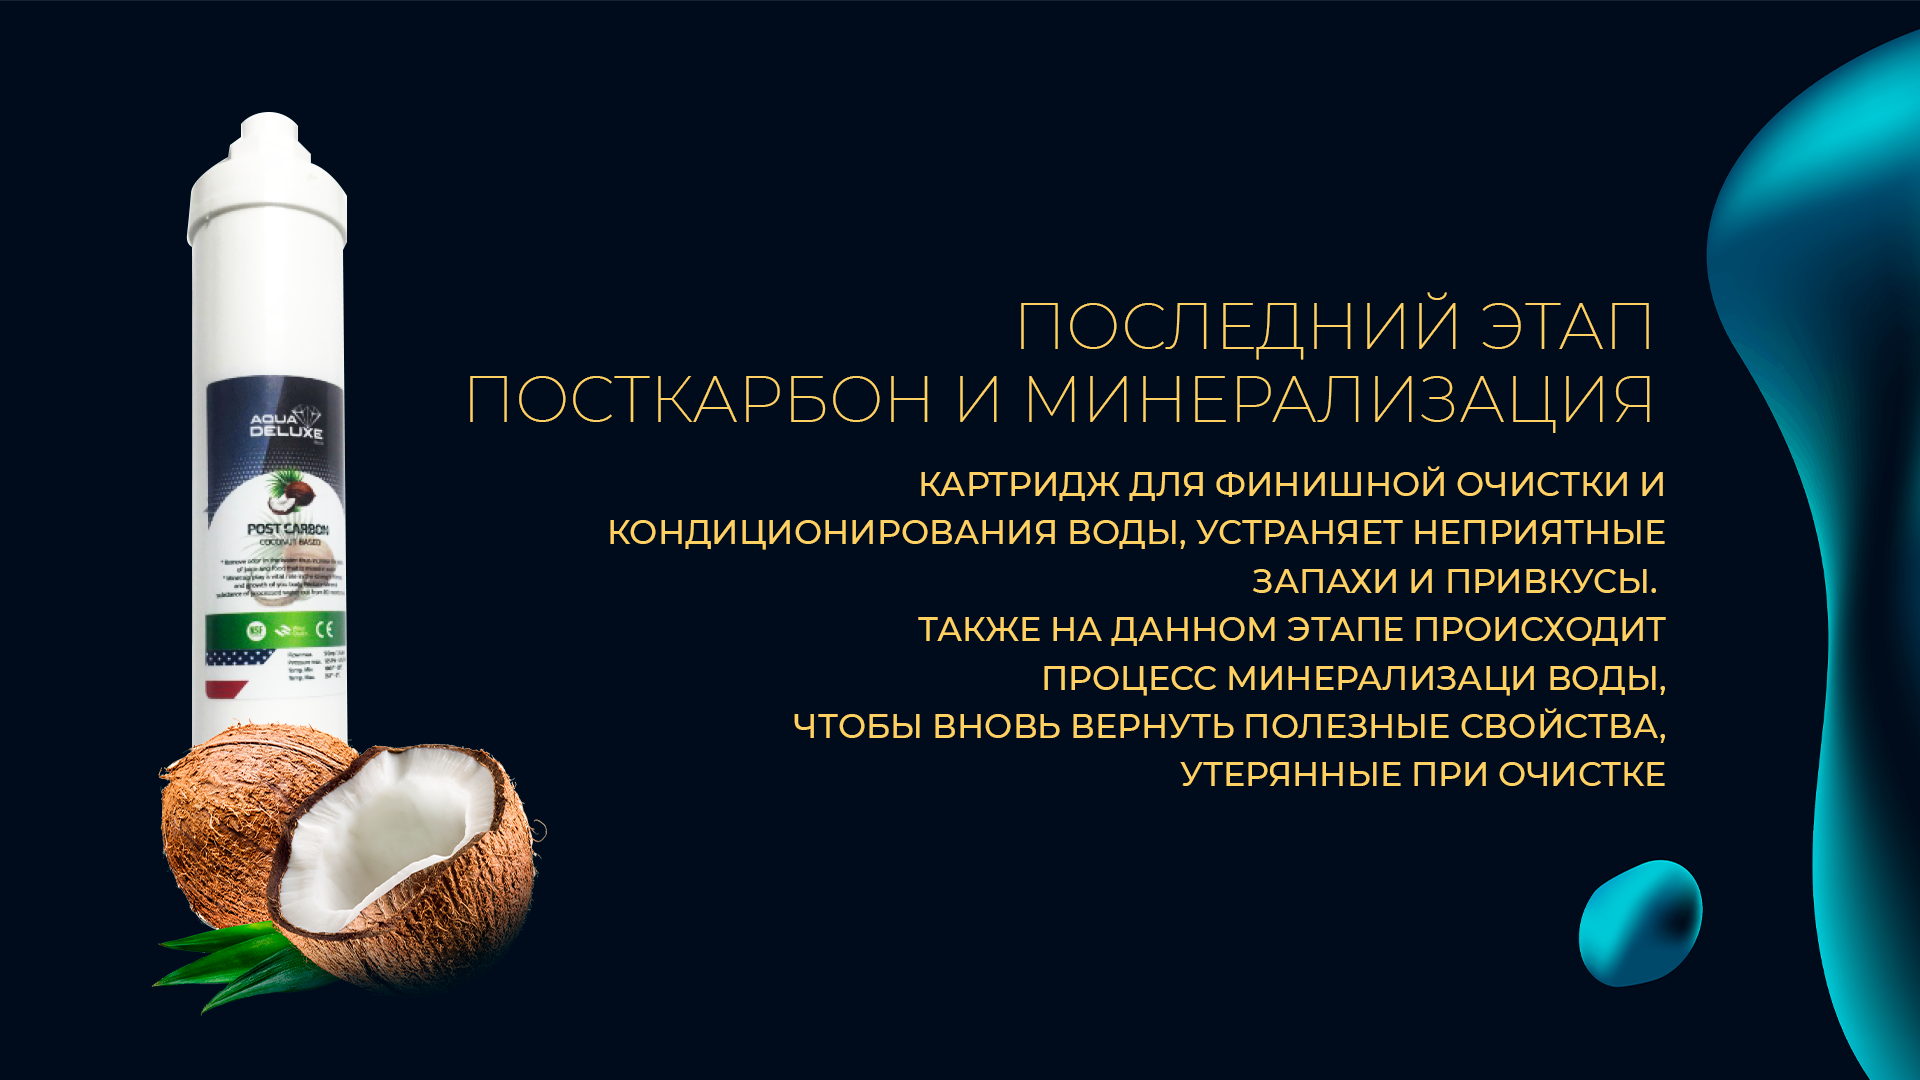 ПОСЛЕДНИЙ ЭТАП
ПОСТКАРБОН И МИНЕРАЛИЗАЦИЯ
КАРТРИДЖ ДЛЯ ФИНИШНОЙ ОЧИСТКИ И
КОНДИЦИОНИРОВАНИЯ ВОДЫ, УСТРАНЯЕТ НЕПРИЯТНЫЕ
ЗАПАХИ И ПРИВКУСЫ.
ТАКЖЕ НА ДАННОМ ЭТАПЕ ПРОИСХОДИТ
ПРОЦЕСС МИНЕРАЛИЗАЦИ ВОДЫ,
ЧТОБЫ ВНОВЬ ВЕРНУТЬ ПОЛЕЗНЫЕ СВОЙСТВА,
УТЕРЯННЫЕ ПРИ ОЧИСТКЕ
AQUA
DELUXE
POST CARBON
COCONUT BASED
NSF
CE